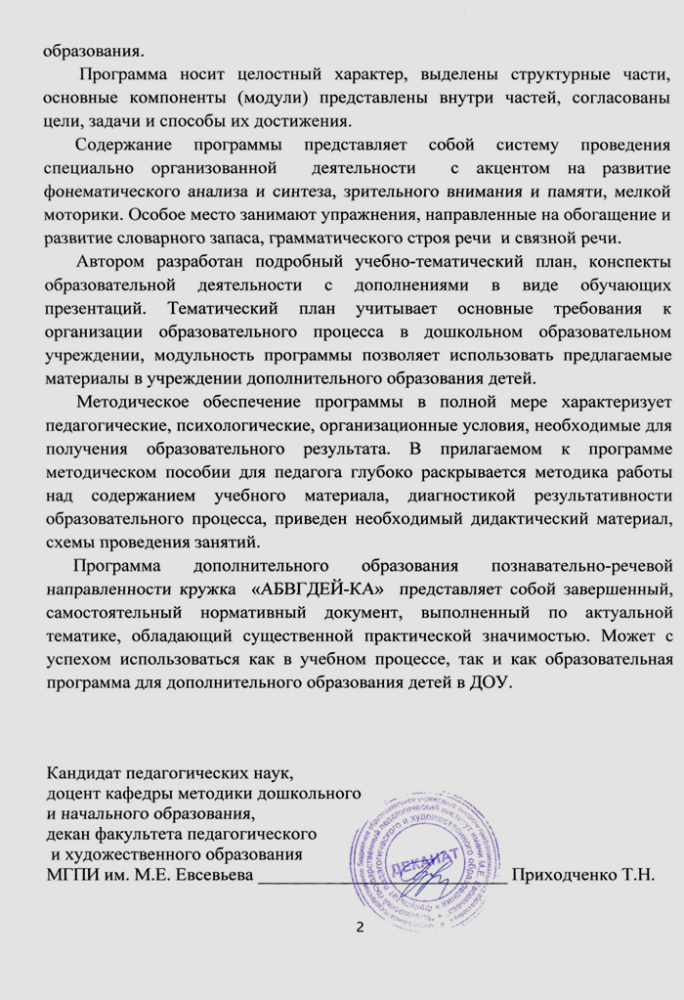 образования.
Программа носит целостный характер, выделены структурные части,
основные компоненты (модули) представлены внутри частей, согласованы
цели, задачи и способы их достижения.
Содержание программы представляет собой систему проведения
специально организованной деятельности с акцентом на развитие
фонематического анализа и синтеза, зрительного внимания и памяти, мелкой
моторики. Особое место занимают упражнения, направленные на обогащение и
развитие словарного запаса, грамматического строя речи и связной речи.
Автором разработан подробный учебно-тематический план, конспекты
образовательной деятельности с дополнениями в виде обучающих
презентаций. Тематический план учитывает основные требования к
организации образовательного процесса в дошкольном образовательном
учреждении, модульность программы позволяет использовать предлагаемые
материалы в учреждении дополнительного образования детей.
Методическое обеспечение программы в полной мере характеризует
педагогические, психологические, организационные условия, необходимые для
получения образовательного результата. В прилагаемом к программе
методическом пособии для педагога глубоко раскрывается методика работы
над содержанием учебного материала, диагностикой результативности
образовательного процесса, приведен необходимый дидактический материал,
схемы проведения занятий.
Программа дополнительного образования познавательно-речевой
направленности кружка «АБВГДЕЙ-КА» представляет собой завершенный,
самостоятельный нормативный документ, выполненный по актуальной
тематике, обладающий существенной практической значимостью. Может с
успехом использоваться как в учебном процессе, так и как образовательная
программа для дополнительного образования детей в ДОУ.
Кандидат педагогических наук,
доцент кафедры методики дошкольного
и начального образования,
декан факультета педагогического
и художественного образования
МГПИ им. М.Е. Евсевьева Приходченко Т.Н.
ДЕКАНАТ
2